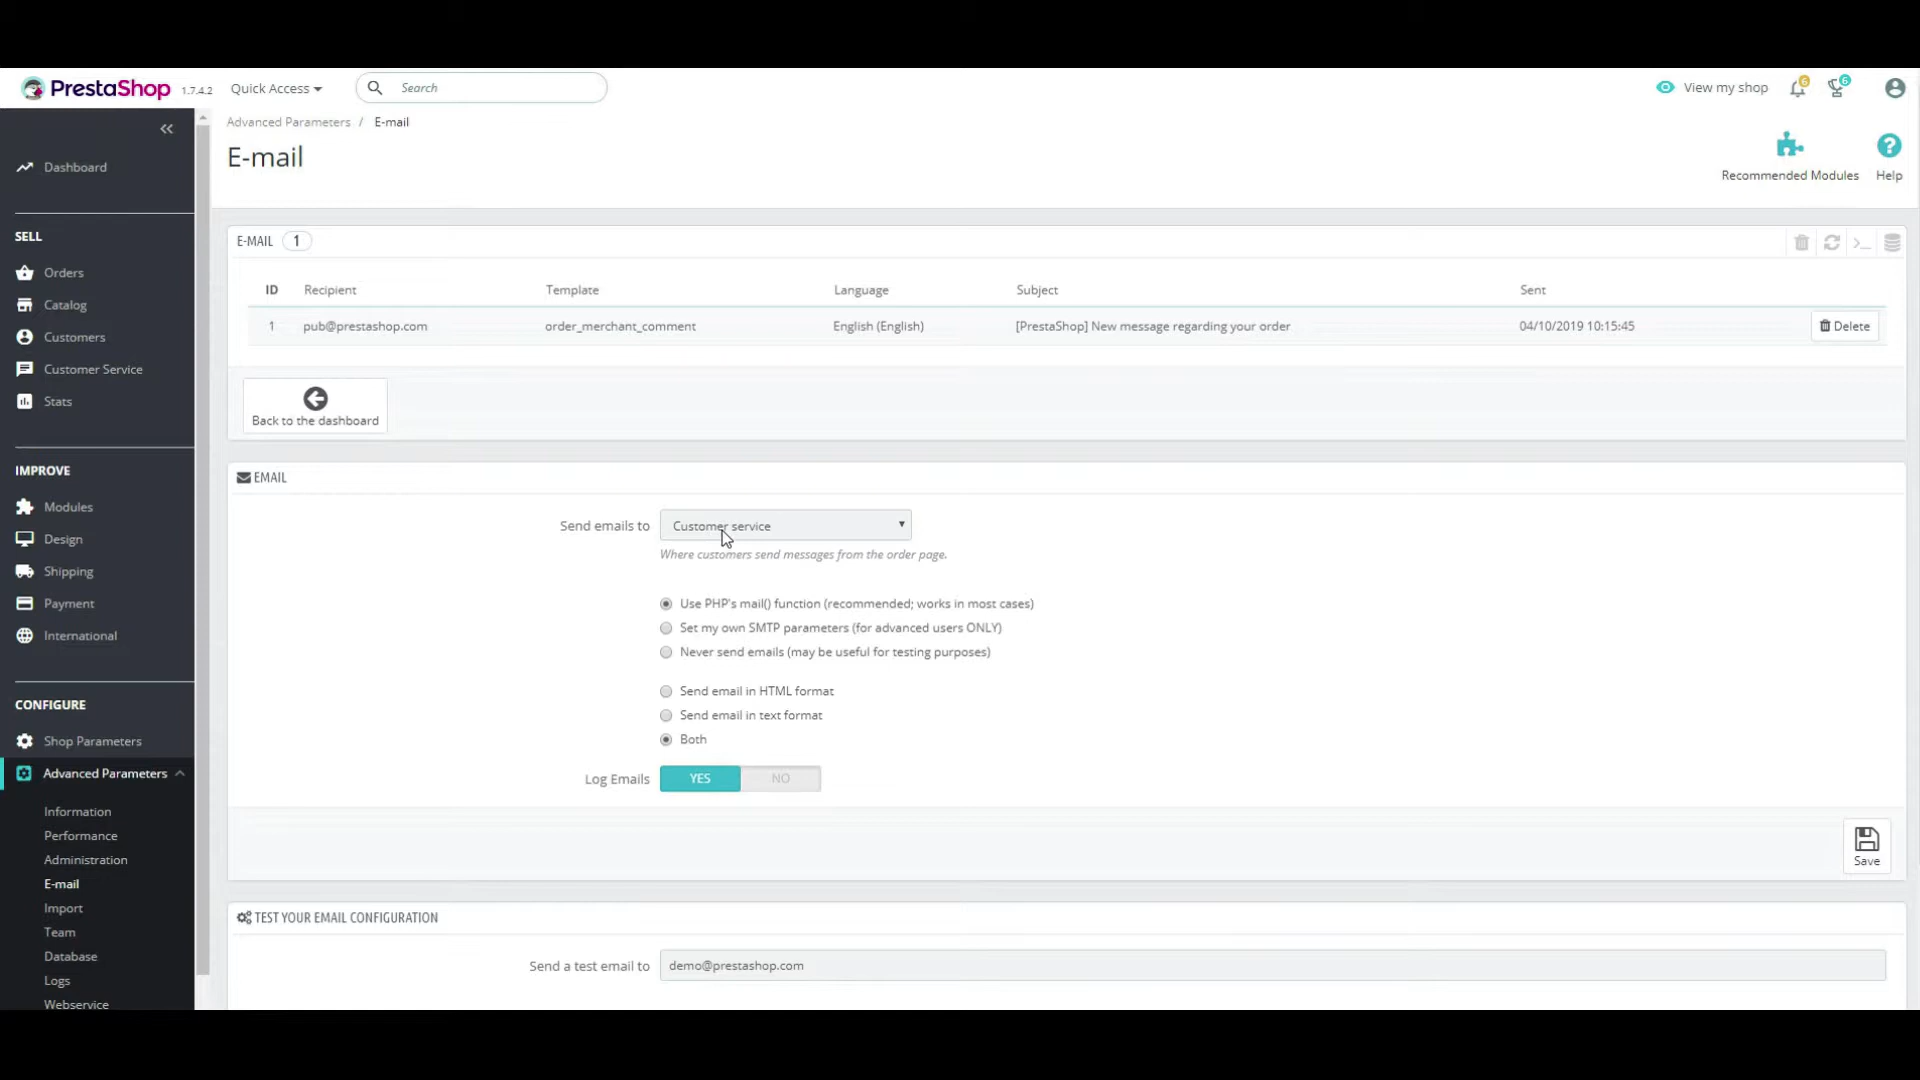 PrestaShop 1.7.4.2 Quick Access Search View my shop 6 6
Advanced Parameters / E-mail
E-mail
Recommended Modules Help
Dashboard
SELL
Orders
Catalog
Customers
Customer Service
Stats
IMPROVE
Modules
Design
Shipping
Payment
International
CONFIGURE
Shop Parameters
Advanced Parameters
Information
Performance
Administration
E-mail
Import
Team
Database
Logs
Webservice
E-MAIL 1
ID Recipient Template Language Subject Sent
1 pub@prestashop.com order_merchant_comment English (English) [PrestaShop] New message regarding your order 04/10/2019 10:15:45 Delete
Back to the dashboard
EMAIL
Send emails to Customer service
Where customers send messages from the order page.
Use PHP's mail() function (recommended; works in most cases)
Set my own SMTP parameters (for advanced users ONLY)
Never send emails (may be useful for testing purposes)
Send email in HTML format
Send email in text format
Both
Log Emails YES NO
Save
TEST YOUR EMAIL CONFIGURATION
Send a test email to demo@prestashop.com